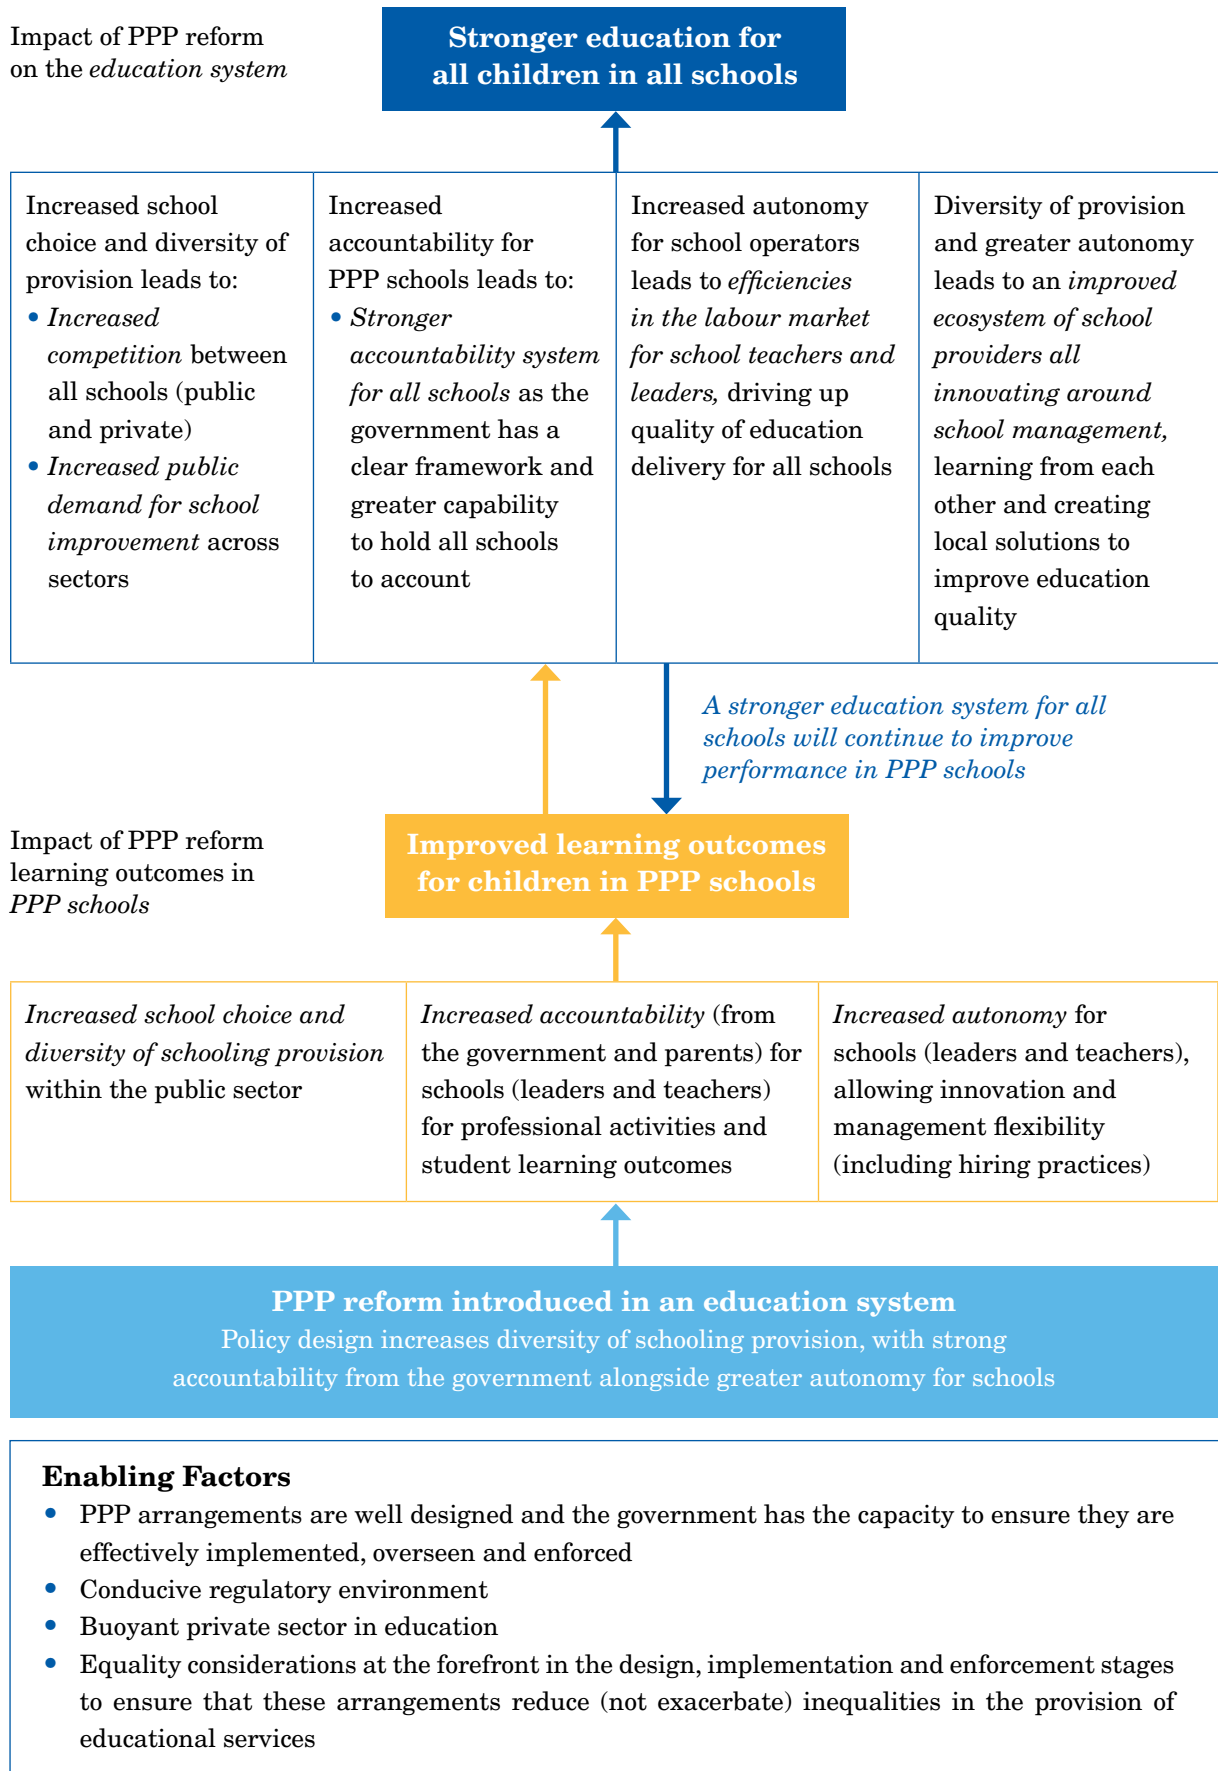 Impact of PPP reform
on the education system
Stronger education for
all children in all schools
Increased school
choice and diversity of
provision leads to:
• Increased
competition between
all schools (public
and private)
• Increased public
demand for school
improvement across
sectors
Increased
accountability for
PPP schools leads to:
• Stronger
accountability system
for all schools as the
government has a
clear framework and
greater capability
to hold all schools
to account
Increased autonomy
for school operators
leads to efficiencies
in the labour market
for school teachers and
leaders, driving up
quality of education
delivery for all schools
Diversity of provision
and greater autonomy
leads to an improved
ecosystem of school
providers all
innovating around
school management,
learning from each
other and creating
local solutions to
improve education
quality
A stronger education system for all
schools will continue to improve
performance in PPP schools
Impact of PPP reform
learning outcomes in
PPP schools
Improved learning outcomes
for children in PPP schools
Increased school choice and
diversity of schooling provision
within the public sector
Increased accountability (from
the government and parents) for
schools (leaders and teachers)
for professional activities and
student learning outcomes
Increased autonomy for
schools (leaders and teachers),
allowing innovation and
management flexibility
(including hiring practices)
PPP reform introduced in an education system
Policy design increases diversity of schooling provision, with strong
accountability from the government alongside greater autonomy for schools
Enabling Factors
• PPP arrangements are well designed and the government has the capacity to ensure they are
effectively implemented, overseen and enforced
• Conducive regulatory environment
• Buoyant private sector in education
• Equality considerations at the forefront in the design, implementation and enforcement stages
to ensure that these arrangements reduce (not exacerbate) inequalities in the provision of
educational services